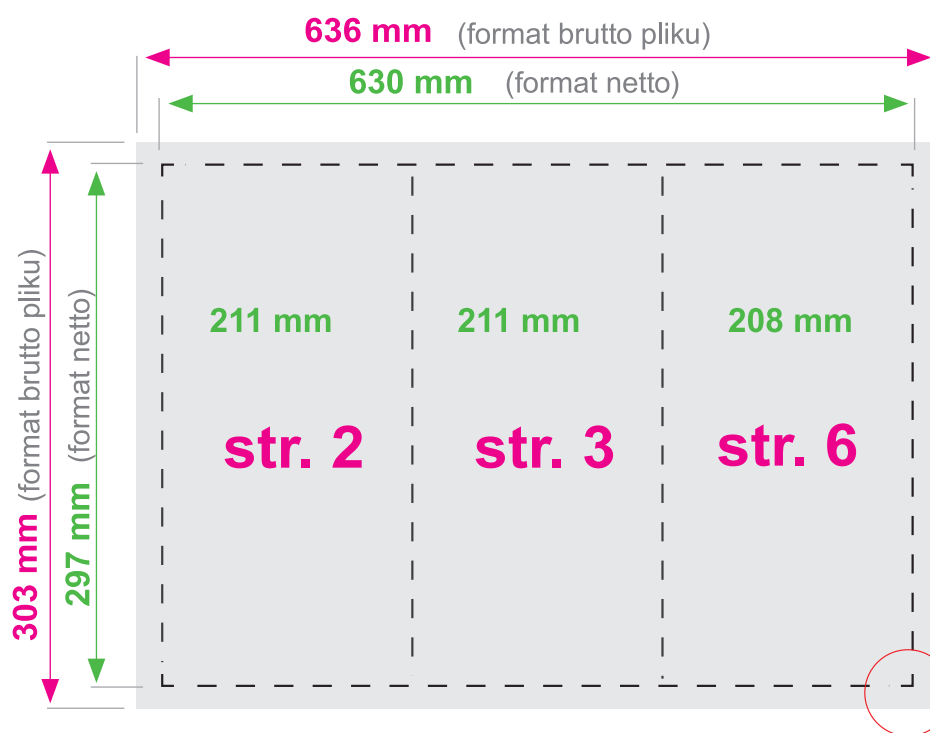 636 mm (format brutto pliku)
630 mm (format netto)
303 mm (format brutto pliku)
297 mm (format netto)
211 mm
211 mm
208 mm
str. 2
str. 3
str. 6